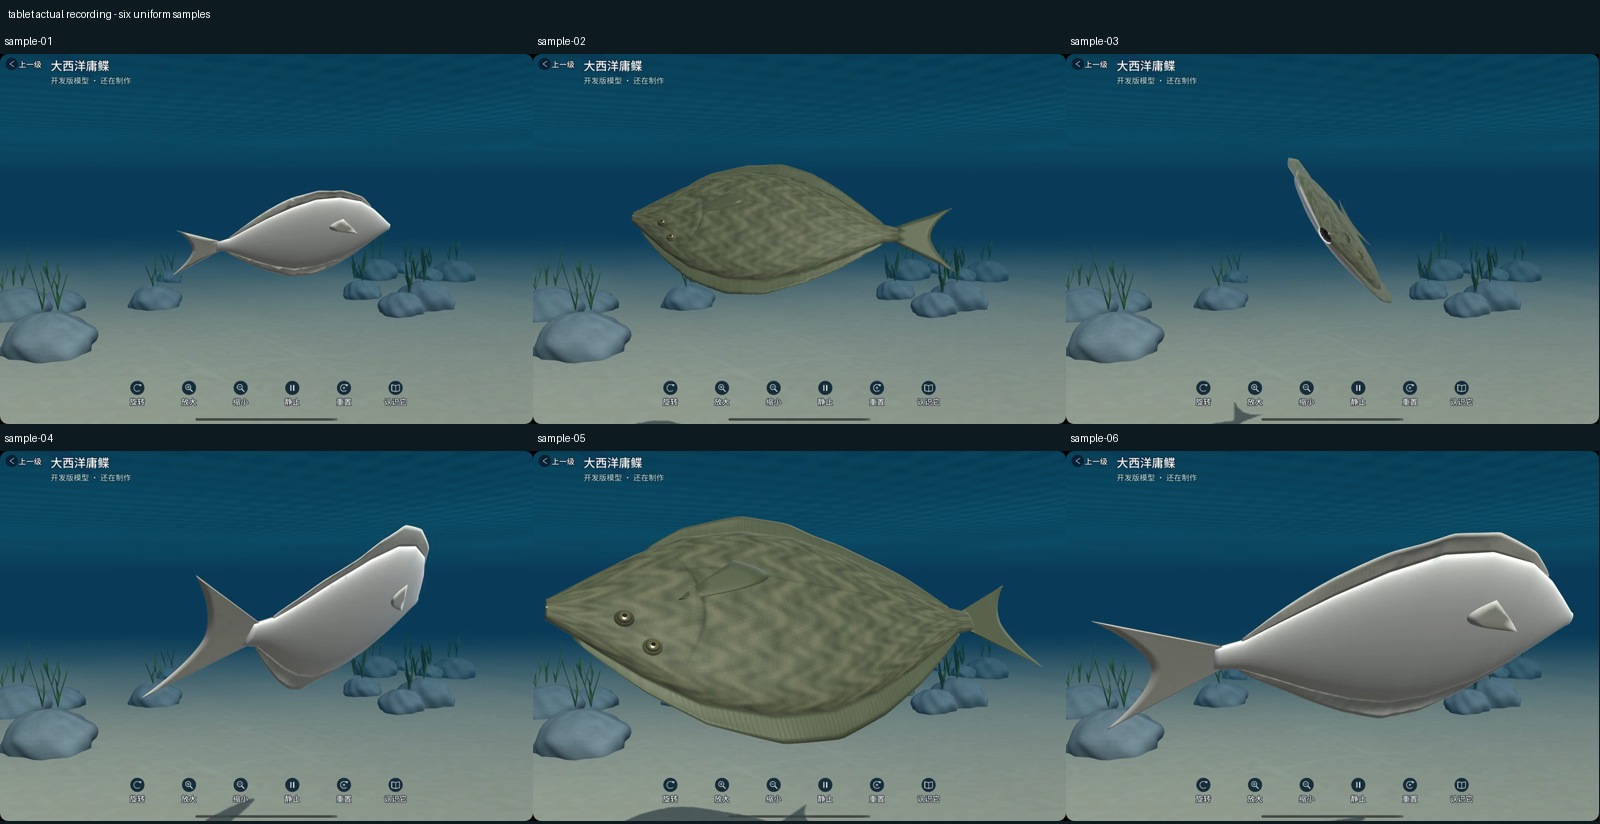 tablet actual recording - six uniform samples
sample-01
上一级
大西洋庸鲽
开发版模型 · 还在制作
旋转
放大
缩小
静止
重置
认识它
sample-02
上一级
大西洋庸鲽
开发版模型 · 还在制作
旋转
放大
缩小
静止
重置
认识它
sample-03
上一级
大西洋庸鲽
开发版模型 · 还在制作
旋转
放大
缩小
静止
重置
认识它
sample-04
上一级
大西洋庸鲽
开发版模型 · 还在制作
旋转
放大
缩小
静止
重置
认识它
sample-05
上一级
大西洋庸鲽
开发版模型 · 还在制作
旋转
放大
缩小
静止
重置
认识它
sample-06
上一级
大西洋庸鲽
开发版模型 · 还在制作
旋转
放大
缩小
静止
重置
认识它